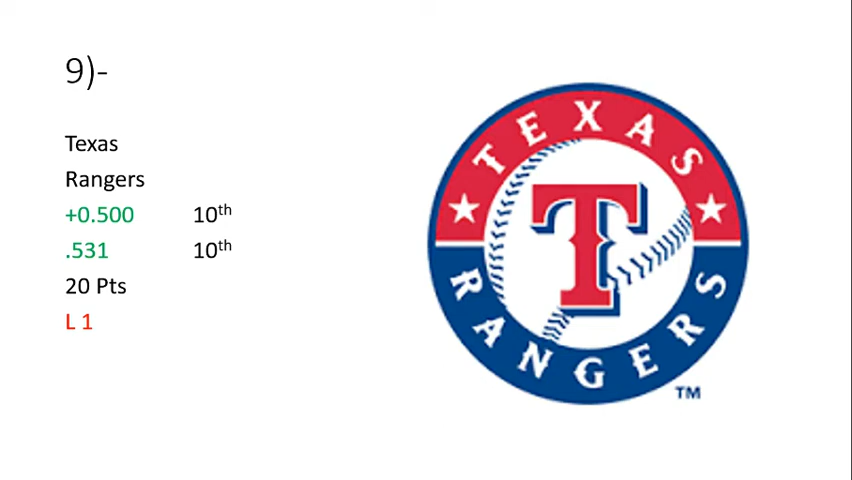 9)-
Texas
Rangers
+0.500 10th
.531 10th
20 Pts
L 1
TEXAS
T
RANGERS
TM